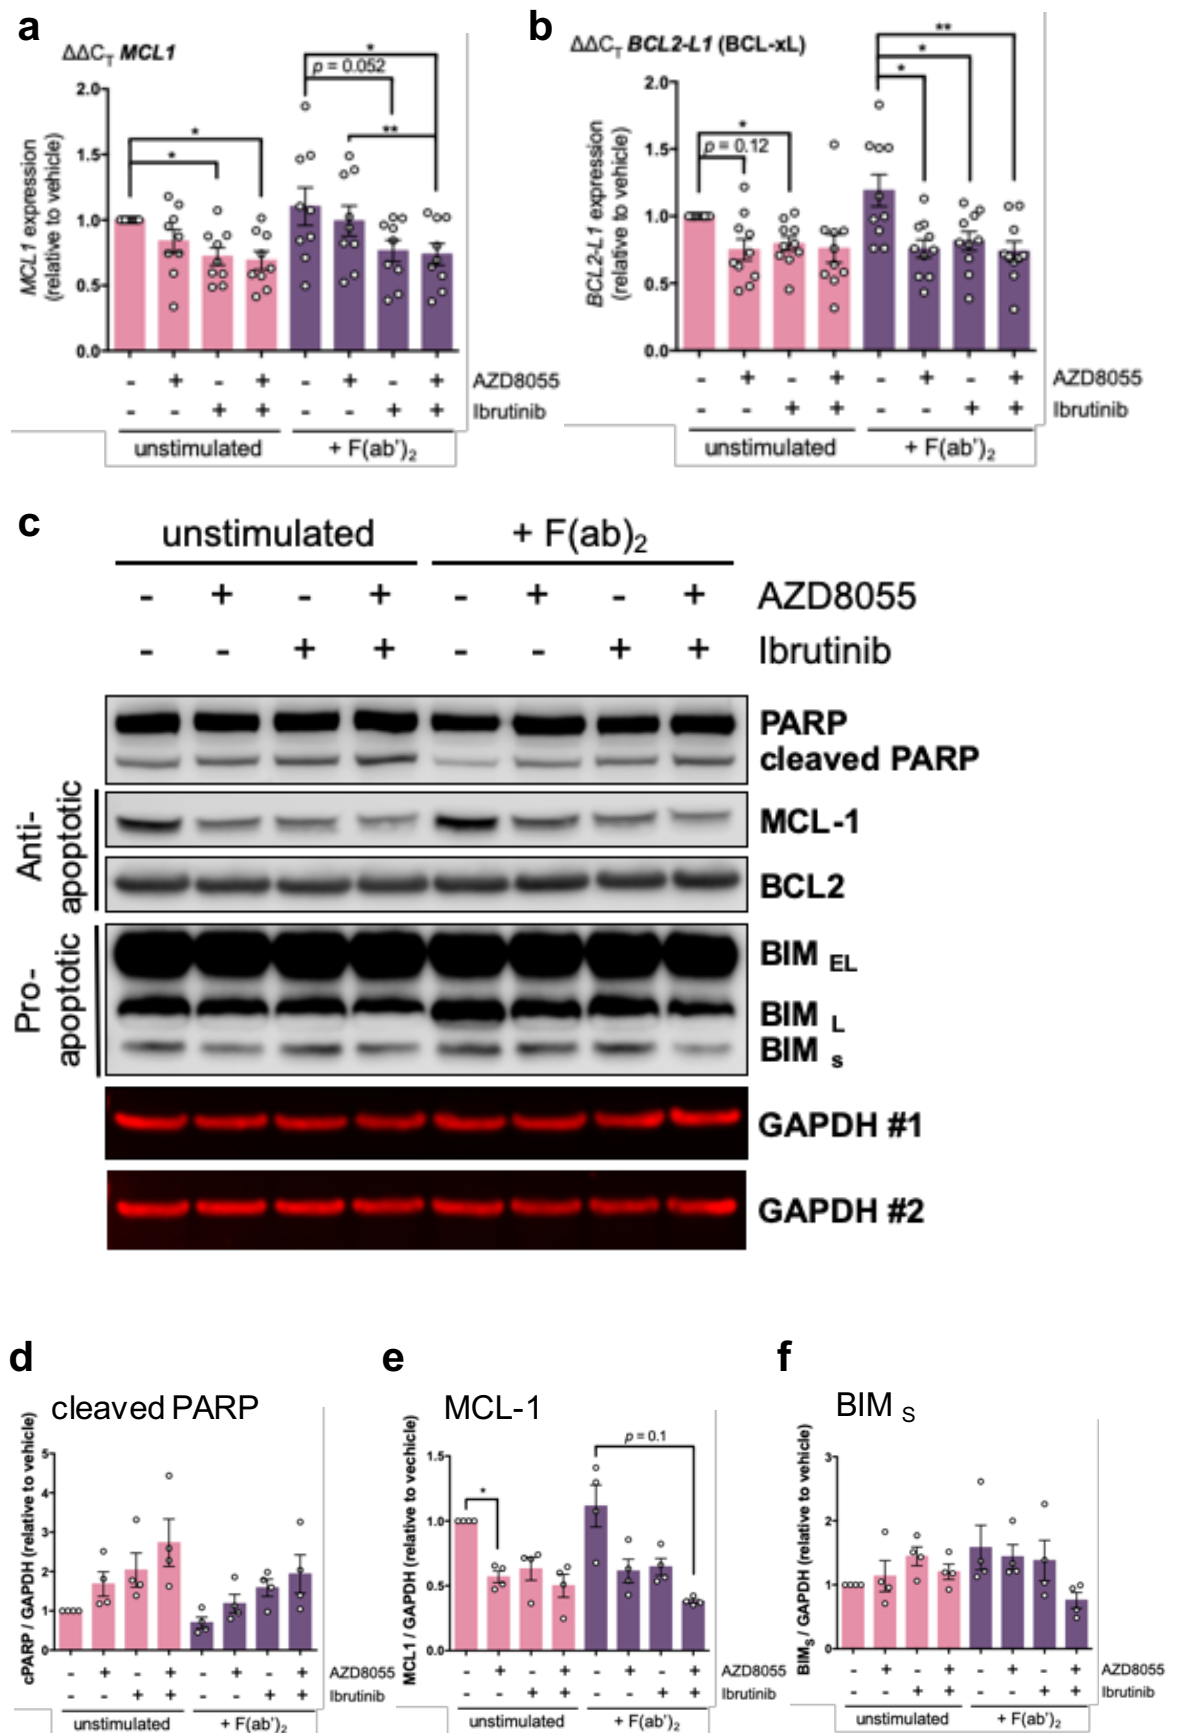 a
ΔΔC_T MCL1
MCL1 expression
(relative to vehicle)
2.0
1.5
1.0
0.5
0.0
*
*
*
p = 0.052
**
- + - + - + - + AZD8055
- - + + - - + + Ibrutinib
unstimulated + F(ab')2
b
ΔΔC_T BCL2-L1 (BCL-xL)
BCL2-L1 expression
(relative to vehicle)
2.0
1.5
1.0
0.5
0.0
*
p = 0.12
**
*
*
- + - + - + - + AZD8055
- - + + - - + + Ibrutinib
unstimulated + F(ab')2
c
unstimulated + F(ab)2
- + - + - + - + AZD8055
- - + + - - + + Ibrutinib
PARP
cleaved PARP
Anti-
apoptotic
MCL-1
BCL2
Pro-
apoptotic
BIM EL
BIM L
BIM s
GAPDH #1
GAPDH #2
d
cleaved PARP
cPARP / GAPDH (relative to vehicle)
5
4
3
2
1
0
- + - + - + - +
- - + + - - + +
unstimulated + F(ab')2
e
MCL-1
MCL1 / GAPDH (relative to vechicle)
1.5
1.0
0.5
0.0
*
p = 0.1
- + - + - + - + AZD8055
- - + + - - + + Ibrutinib
unstimulated + F(ab')2
f
BIM S
BIMS / GAPDH (relative to vehicle)
3
2
1
0
- + - + - + - + AZD8055
- - + + - - + + Ibrutinib
unstimulated + F(ab')2